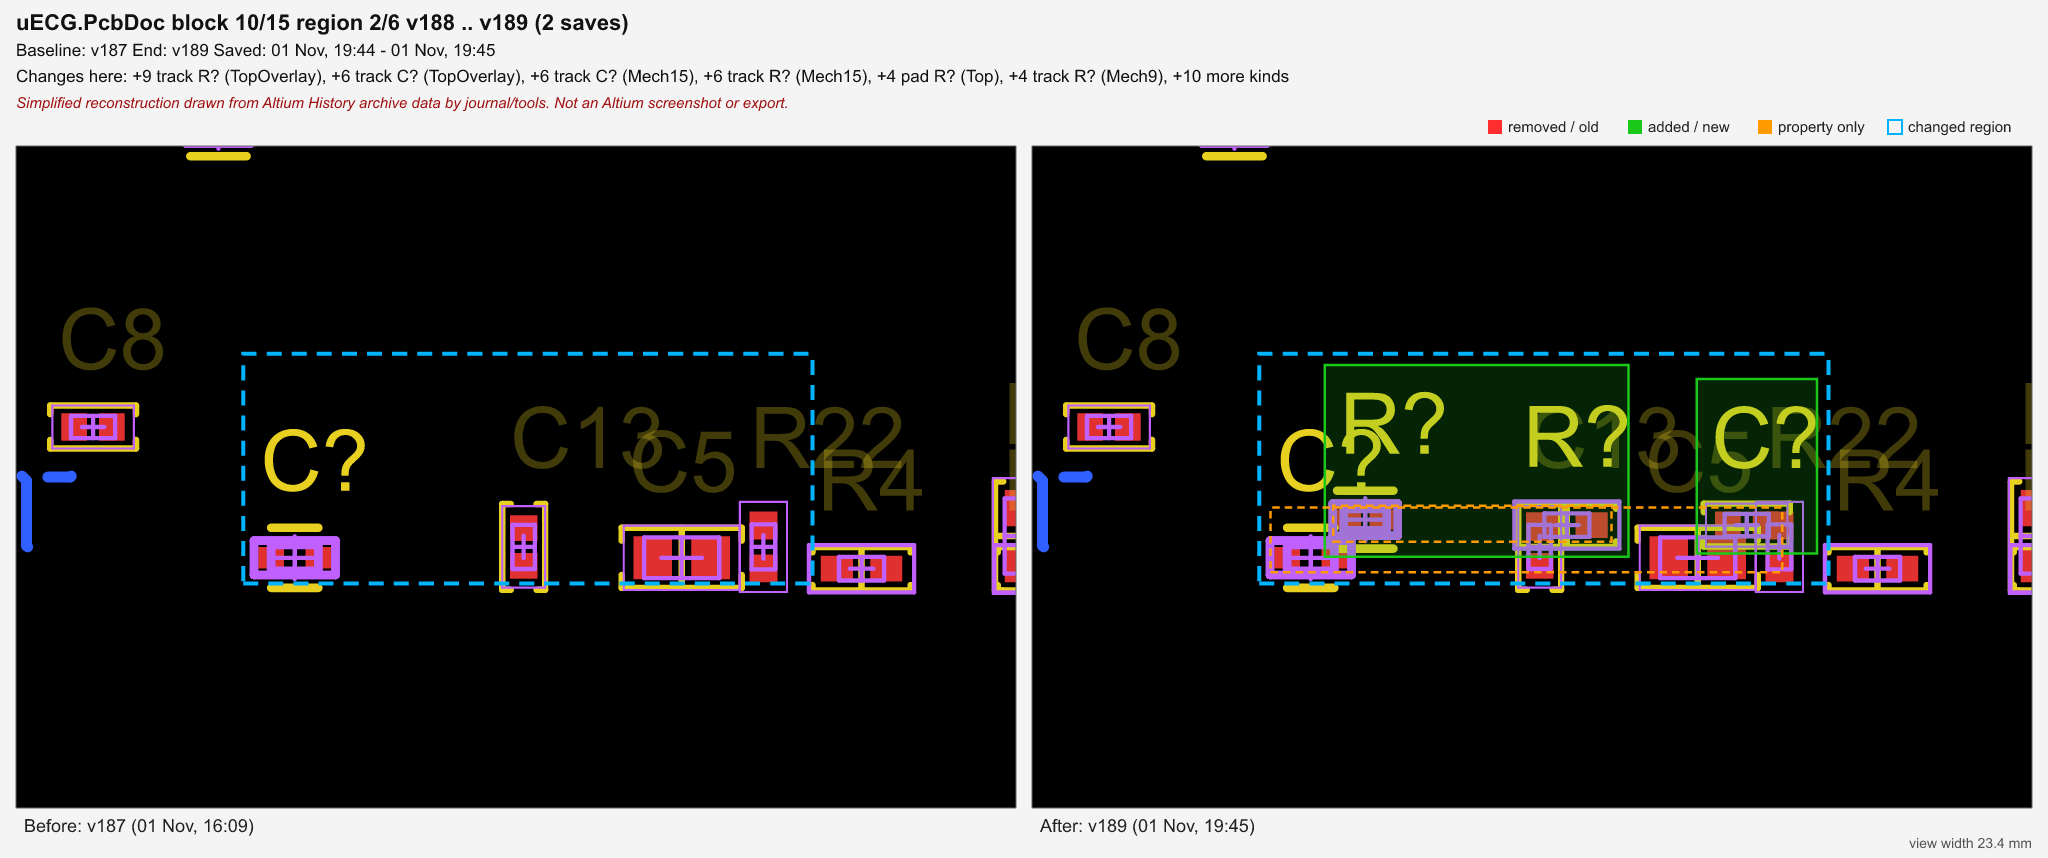 uECG.PcbDoc block 10/15 region 2/6 v188 .. v189 (2 saves)
Baseline: v187 End: v189 Saved: 01 Nov, 19:44 - 01 Nov, 19:45
Changes here: +9 track R? (TopOverlay), +6 track C? (TopOverlay), +6 track C? (Mech15), +6 track R? (Mech15), +4 pad R? (Top), +4 track R? (Mech9), +10 more kinds
Simplified reconstruction drawn from Altium History archive data by journal/tools. Not an Altium screenshot or export.
removed / old
added / new
property only
changed region
C8
C?
C13
C5
R22
R4
C8
C?
R?
R?
C13
C5
C?
R22
R4
Before: v187 (01 Nov, 16:09)
After: v189 (01 Nov, 19:45)
view width 23.4 mm